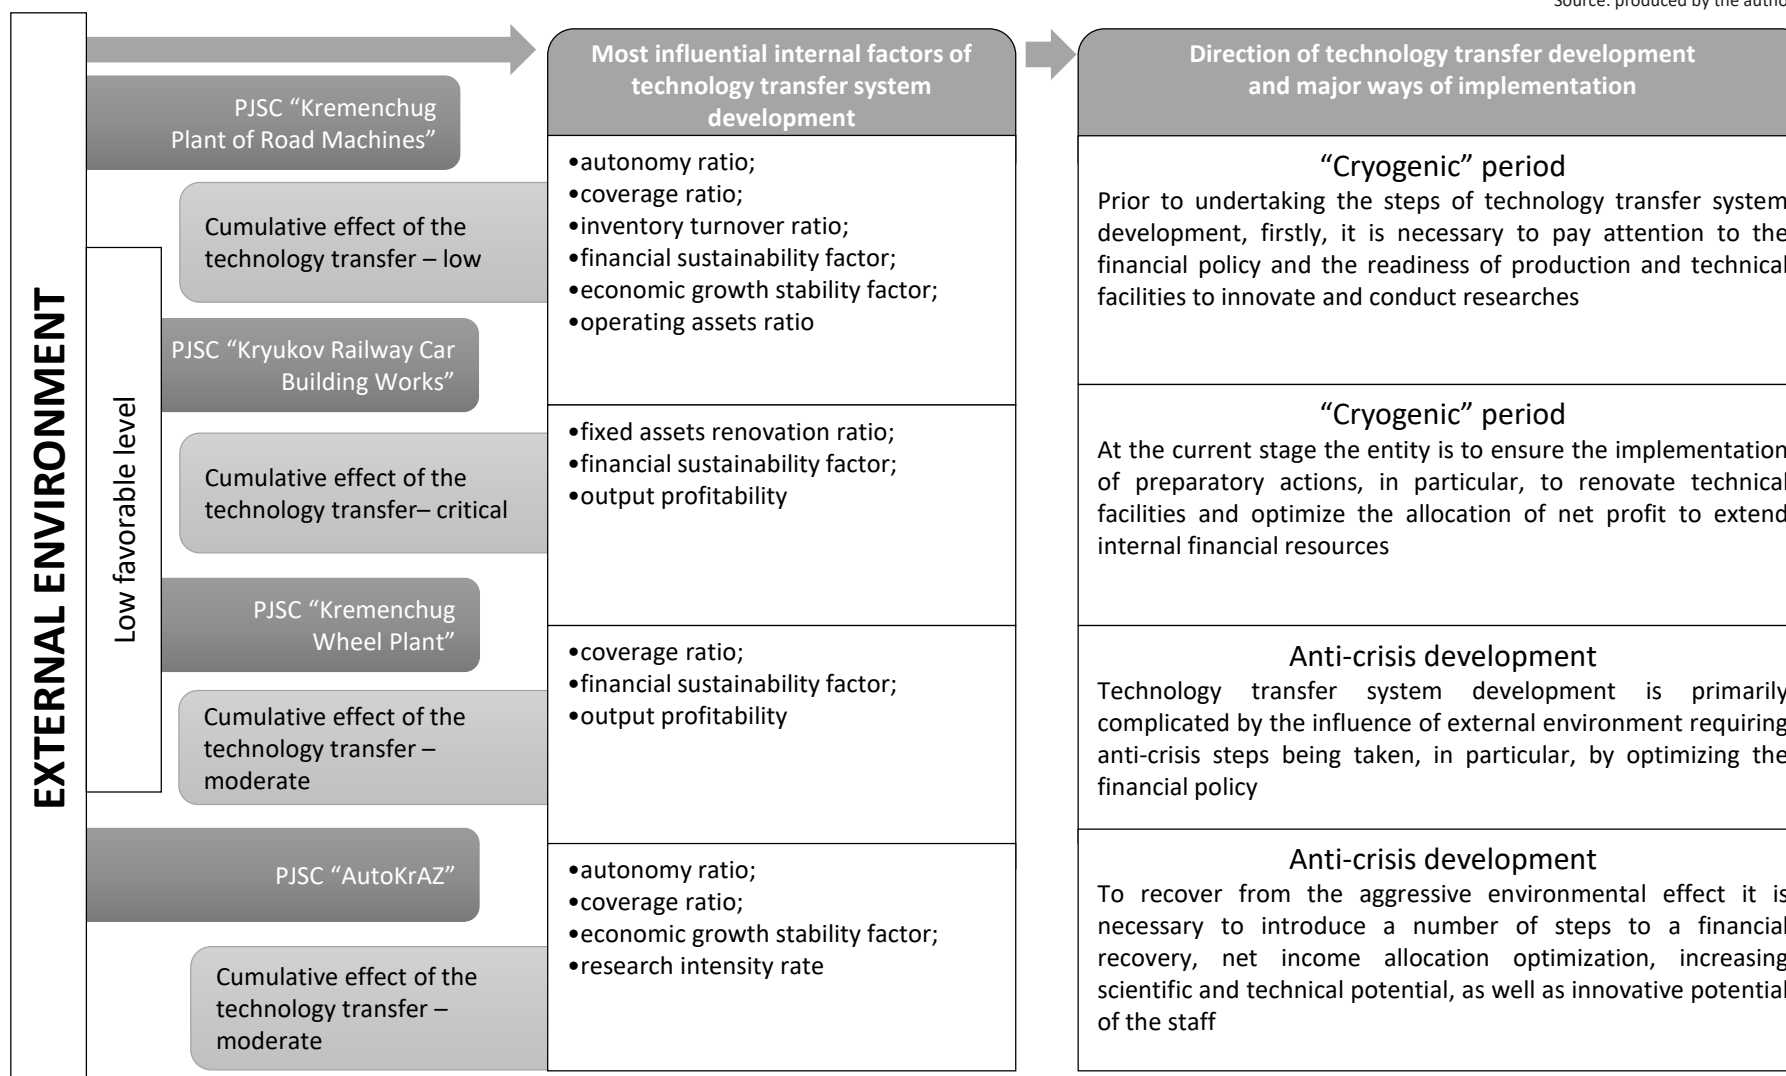 Source: produced by the autho
EXTERNAL ENVIRONMENT
Low favorable level
Most influential internal factors of
technology transfer system
development
Direction of technology transfer development
and major ways of implementation
PJSC “Kremenchug
Plant of Road Machines”
Cumulative effect of the
technology transfer – low
•autonomy ratio;
•coverage ratio;
•inventory turnover ratio;
•financial sustainability factor;
•economic growth stability factor;
•operating assets ratio
“Cryogenic” period
Prior to undertaking the steps of technology transfer system
development, firstly, it is necessary to pay attention to the
financial policy and the readiness of production and technical
facilities to innovate and conduct researches
PJSC “Kryukov Railway Car
Building Works”
Cumulative effect of the
technology transfer– critical
•fixed assets renovation ratio;
•financial sustainability factor;
•output profitability
“Cryogenic” period
At the current stage the entity is to ensure the implementation
of preparatory actions, in particular, to renovate technical
facilities and optimize the allocation of net profit to extend
internal financial resources
PJSC “Kremenchug
Wheel Plant”
Cumulative effect of the
technology transfer –
moderate
•coverage ratio;
•financial sustainability factor;
•output profitability
Anti-crisis development
Technology transfer system development is primarily
complicated by the influence of external environment requiring
anti-crisis steps being taken, in particular, by optimizing the
financial policy
PJSC “AutoKrAZ”
Cumulative effect of the
technology transfer –
moderate
•autonomy ratio;
•coverage ratio;
•economic growth stability factor;
•research intensity rate
Anti-crisis development
To recover from the aggressive environmental effect it is
necessary to introduce a number of steps to a financial
recovery, net income allocation optimization, increasing
scientific and technical potential, as well as innovative potential
of the staff